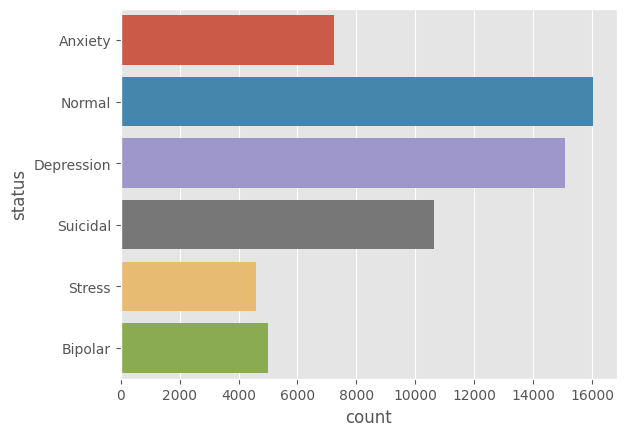 status
Anxiety
Normal
Depression
Suicidal
Stress
Bipolar
0 2000 4000 6000 8000 10000 12000 14000 16000
count